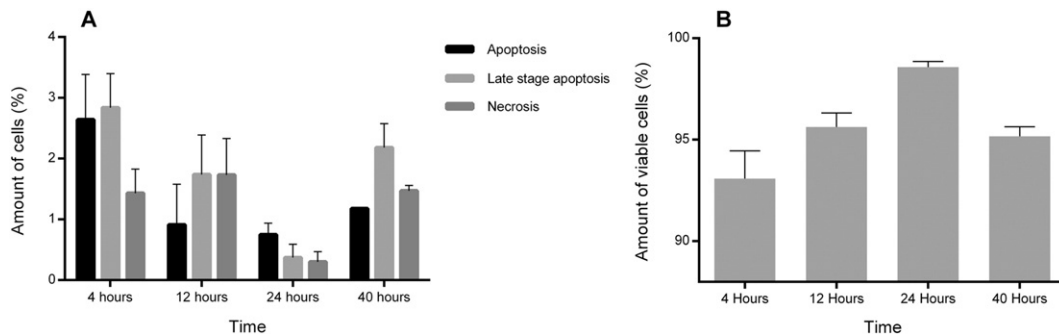 A
Amount of cells (%)
4
3
2
1
0
4 hours
12 hours
24 hours
40 hours
Time
Apoptosis
Late stage apoptosis
Necrosis
B
Amount of viable cells (%)
100
95
90
4 Hours
12 Hours
24 Hours
40 Hours
Time